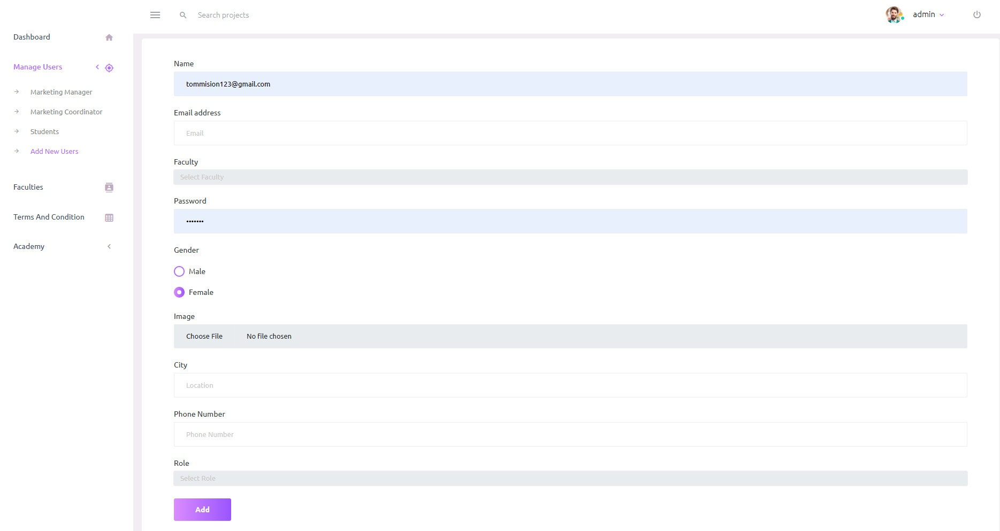 Search projects
admin
Dashboard
Manage Users
Marketing Manager
Marketing Coordinator
Students
Add New Users
Faculties
Terms And Condition
Academy
Name
tommision123@gmail.com
Email address
Email
Faculty
Select Faculty
Password
•••••••
Gender
Male
Female
Image
Choose File No file chosen
City
Location
Phone Number
Phone Number
Role
Select Role
Add